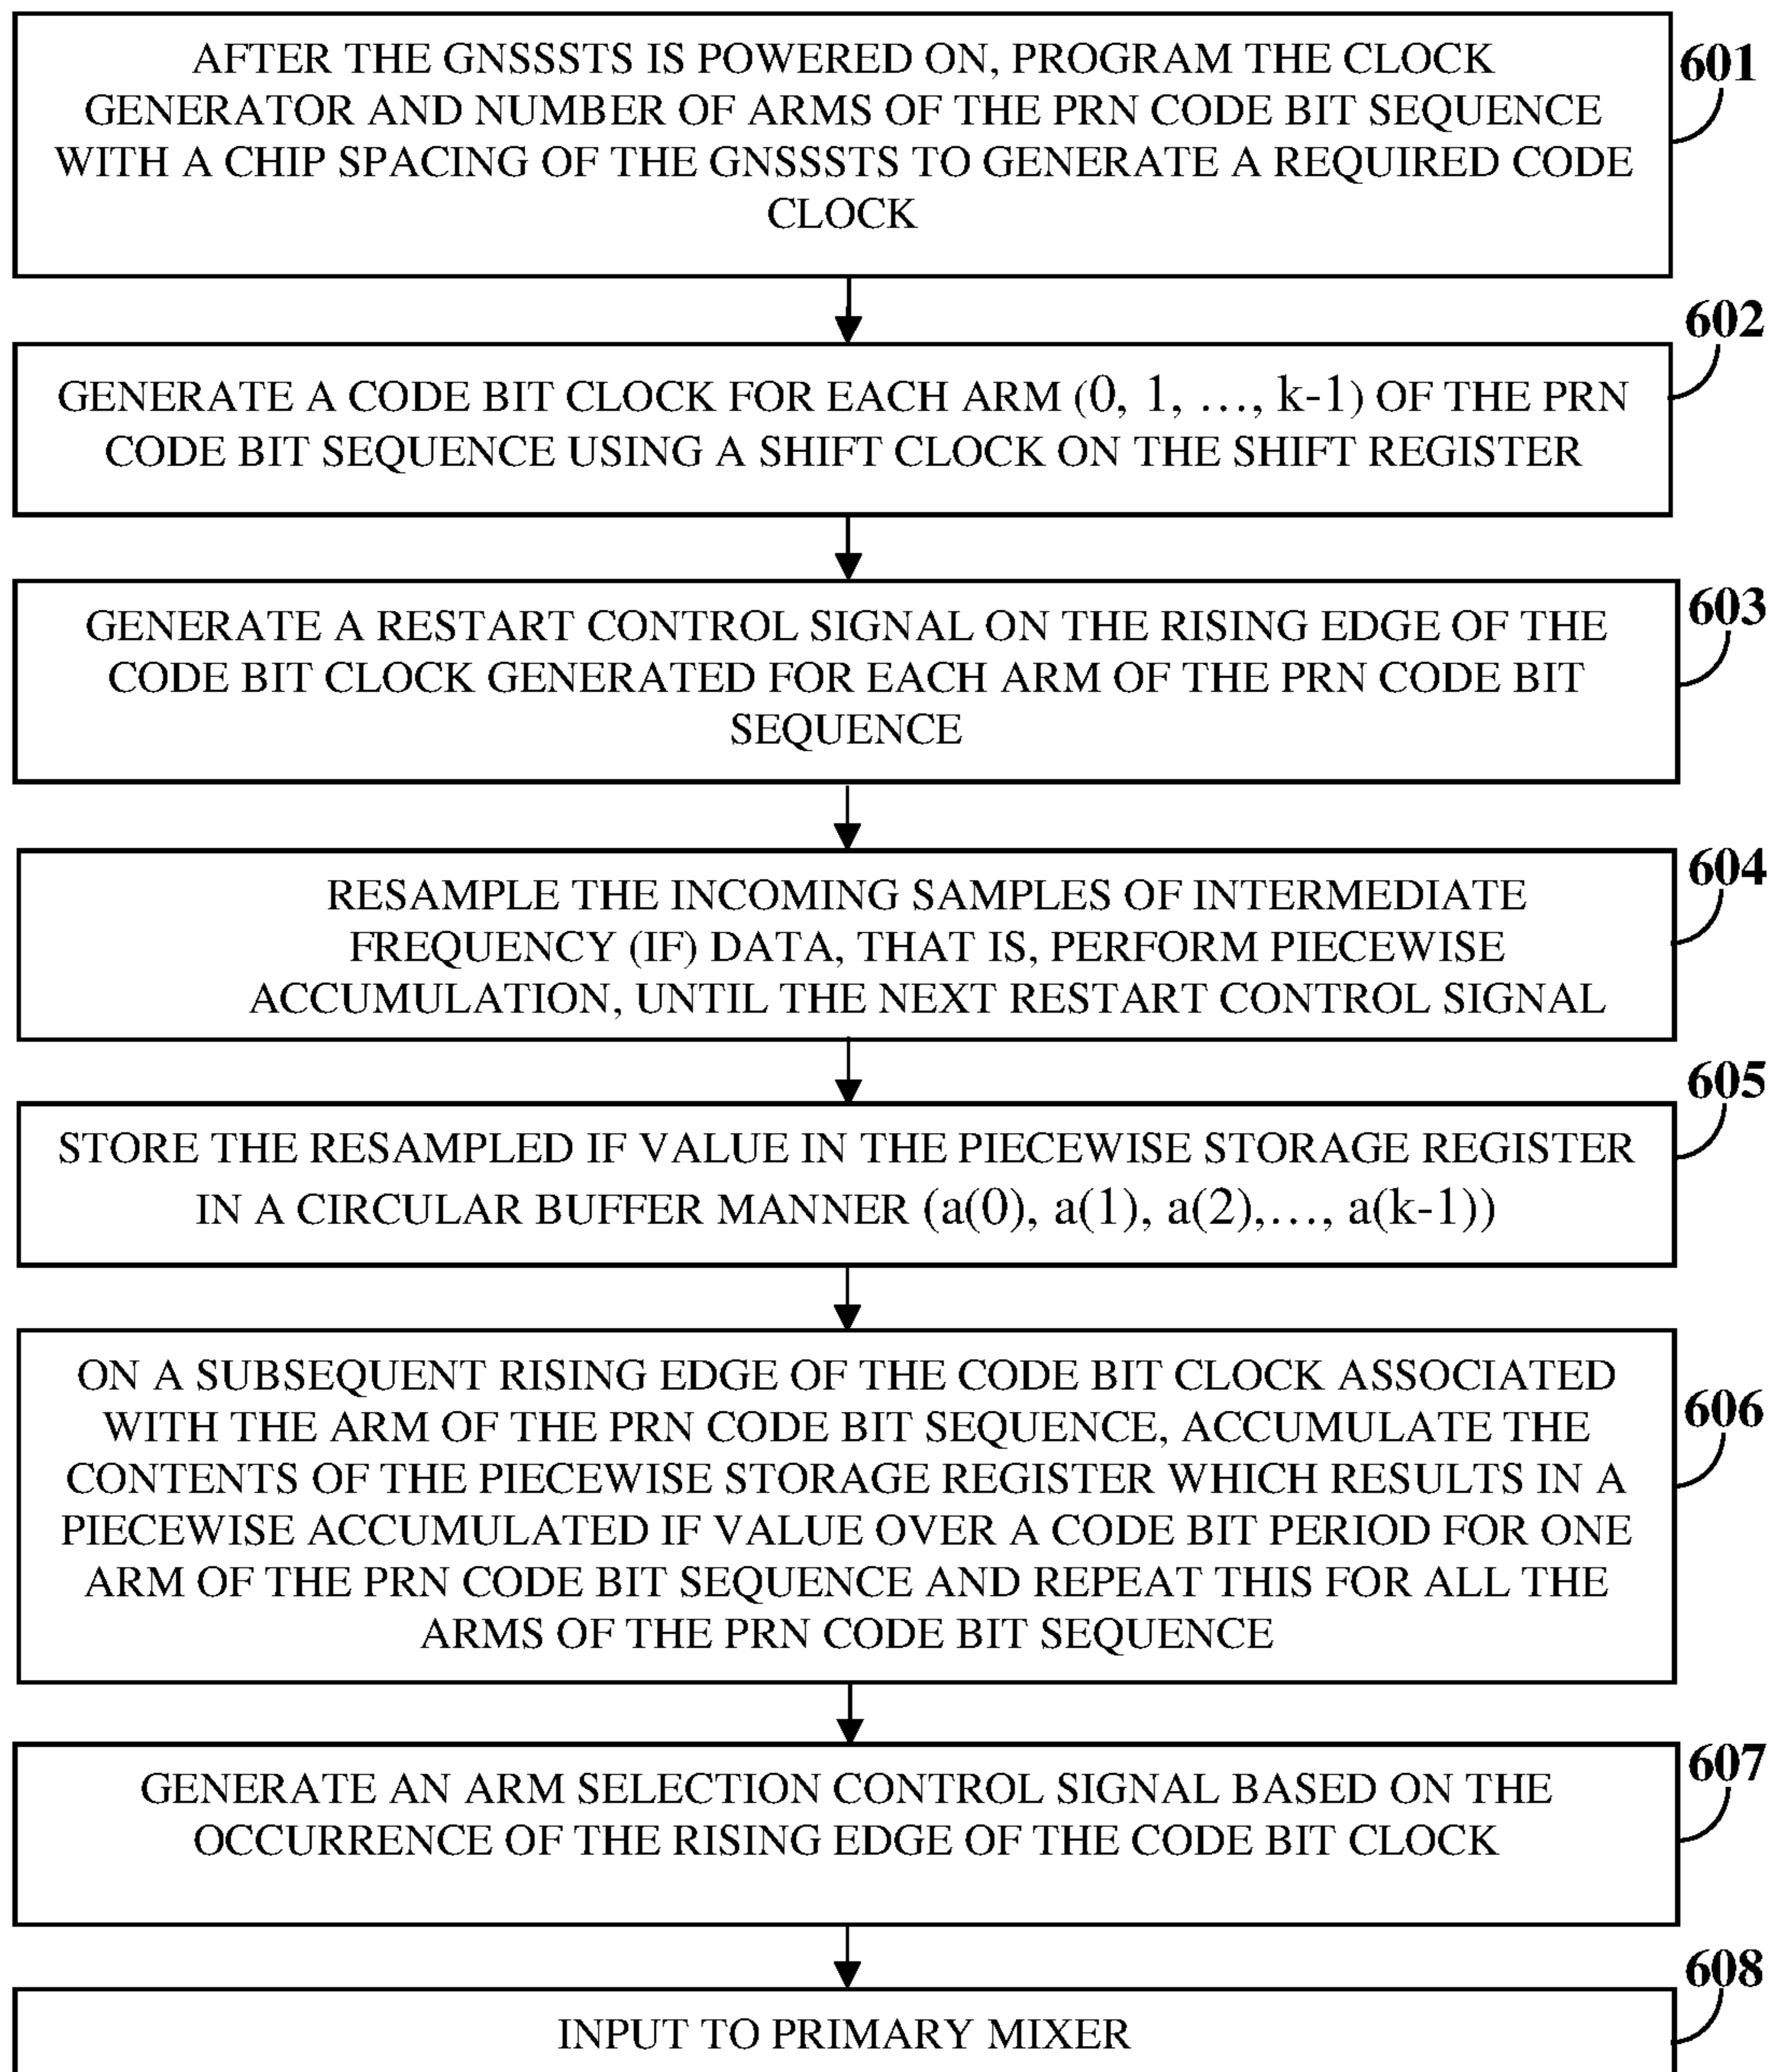 AFTER THE GNSSSTS IS POWERED ON, PROGRAM THE CLOCK
GENERATOR AND NUMBER OF ARMS OF THE PRN CODE BIT SEQUENCE
WITH A CHIP SPACING OF THE GNSSSTS TO GENERATE A REQUIRED CODE
CLOCK
601
602
GENERATE A CODE BIT CLOCK FOR EACH ARM (0, 1, …, k-1) OF THE PRN
CODE BIT SEQUENCE USING A SHIFT CLOCK ON THE SHIFT REGISTER
603
GENERATE A RESTART CONTROL SIGNAL ON THE RISING EDGE OF THE
CODE BIT CLOCK GENERATED FOR EACH ARM OF THE PRN CODE BIT
SEQUENCE
604
RESAMPLE THE INCOMING SAMPLES OF INTERMEDIATE
FREQUENCY (IF) DATA, THAT IS, PERFORM PIECEWISE
ACCUMULATION, UNTIL THE NEXT RESTART CONTROL SIGNAL
605
STORE THE RESAMPLED IF VALUE IN THE PIECEWISE STORAGE REGISTER
IN A CIRCULAR BUFFER MANNER (a(0), a(1), a(2),…, a(k-1))
ON A SUBSEQUENT RISING EDGE OF THE CODE BIT CLOCK ASSOCIATED
WITH THE ARM OF THE PRN CODE BIT SEQUENCE, ACCUMULATE THE
CONTENTS OF THE PIECEWISE STORAGE REGISTER WHICH RESULTS IN A
PIECEWISE ACCUMULATED IF VALUE OVER A CODE BIT PERIOD FOR ONE
ARM OF THE PRN CODE BIT SEQUENCE AND REPEAT THIS FOR ALL THE
ARMS OF THE PRN CODE BIT SEQUENCE
606
607
GENERATE AN ARM SELECTION CONTROL SIGNAL BASED ON THE
OCCURRENCE OF THE RISING EDGE OF THE CODE BIT CLOCK
608
INPUT TO PRIMARY MIXER